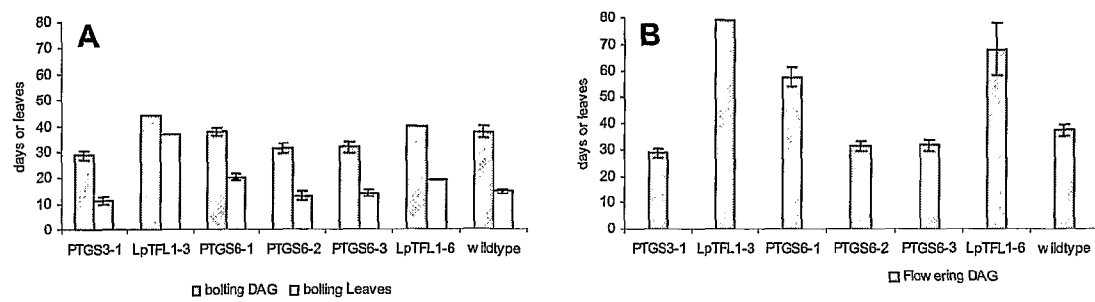 A
days or leaves
80
70
60
50
40
30
20
10
0
PTGS3-1 LpTFL1-3 PTGS6-1 PTGS6-2 PTGS6-3 LpTFL1-6 wildtype
bolting DAG bolting Leaves
B
days or leaves
80
70
60
50
40
30
20
10
0
PTGS3-1 LpTFL1-3 PTGS6-1 PTGS6-2 PTGS6-3 LpTFL1-6 wildtype
Flowering DAG